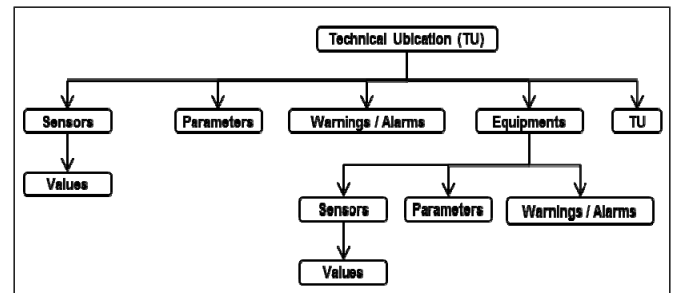 Technical Ubication (TU)
Sensors Parameters Warnings / Alarms Equipments TU
Values
Sensors Parameters Warnings / Alarms
Values